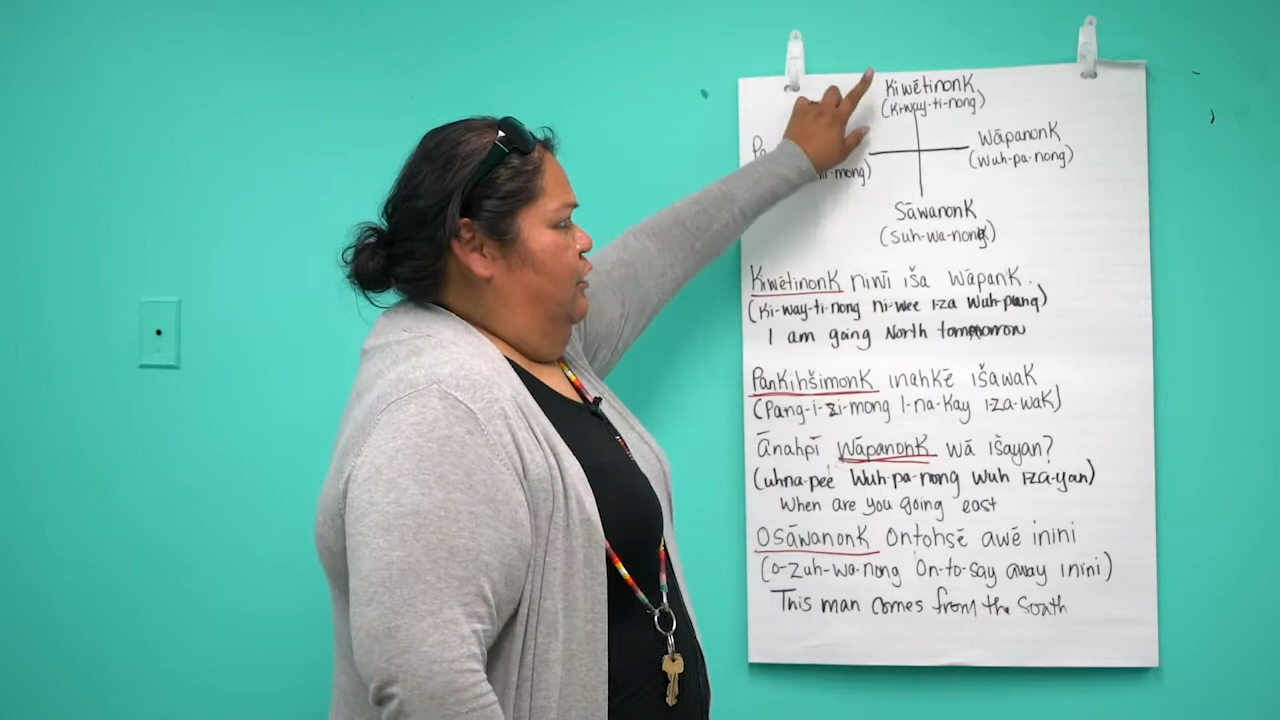 Kiwētinonk
(Ki-way-ti-nong)
Wāpanonk
(Wuh-pa-nong)
Sāwanonk
(Suh-wa-nong)
Kiwētinonk niwī iša Wāpank.
(Ki-way-ti-nong ni-wee iza Wuh-pang)
I am going North tomorrow
Pankihšimonk inahkē išawak
(Pang-i-zi-mong I-na-kay iza-wak)
Ānahpī Wāpanonk wā išayan?
(uhna-pee Wuh-pa-nong Wuh iza-yan)
When are you going east
Osāwanonk Ontohsē awē inini
(o-zuh-wa-nong On-to-say away inini)
This man comes from the South